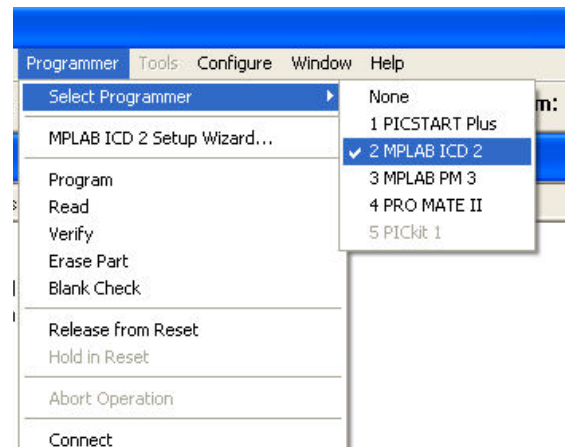 Programmer Tools Configure Window Help
Select Programmer
MPLAB ICD 2 Setup Wizard...
Program
Read
Verify
Erase Part
Blank Check
Release from Reset
Hold in Reset
Abort Operation
Connect
None
1 PICSTART Plus
2 MPLAB ICD 2
3 MPLAB PM 3
4 PRO MATE II
5 PICkit 1
m: